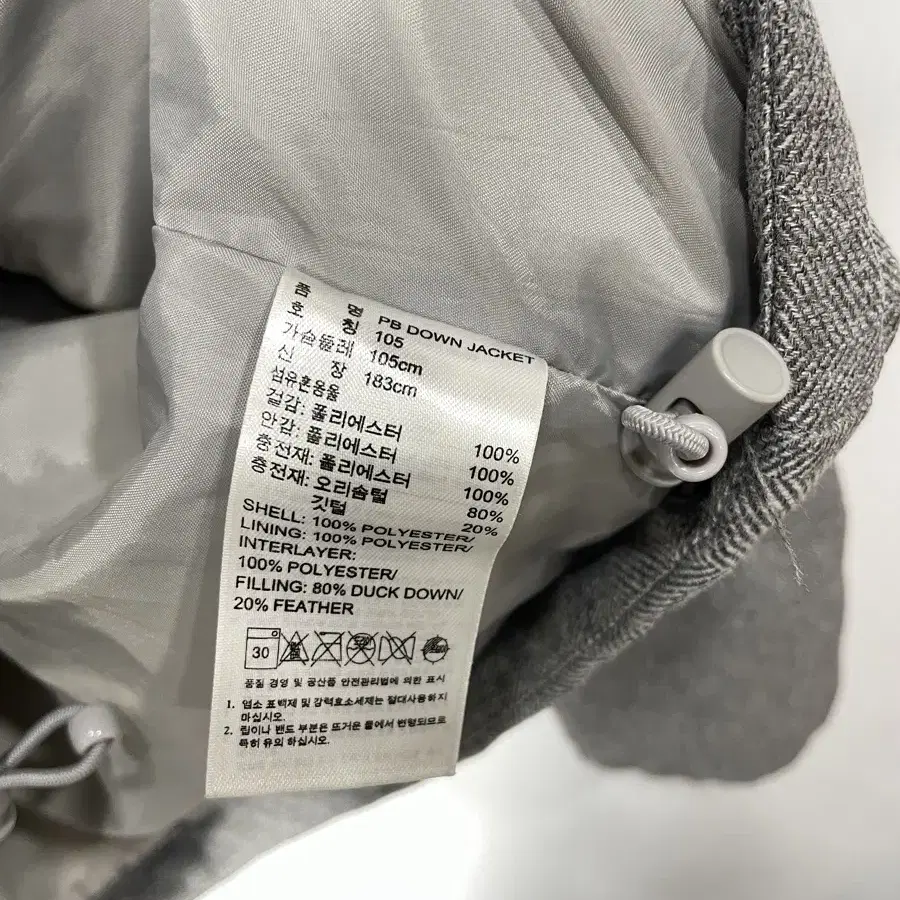 품 명 PB DOWN JACKET
호 칭 105
가슴둘레 105cm
신 장 183cm
섬유혼용율
겉감: 폴리에스터 100%
안감: 폴리에스터 100%
충전재: 폴리에스터 100%
충전재: 오리솜털 80%
깃털 20%
SHELL: 100% POLYESTER/
LINING: 100% POLYESTER/
INTERLAYER:
100% POLYESTER/
FILLING: 80% DUCK DOWN/
20% FEATHER
30
품질 경영 및 공산품 안전관리법에 의한 표시
1. 염소 표백제 및 강력효소세제는 절대사용하지
마십시오.
2. 립이나 밴드 부분은 뜨거운 물에서 변형되므로
특히 유의 하십시오.